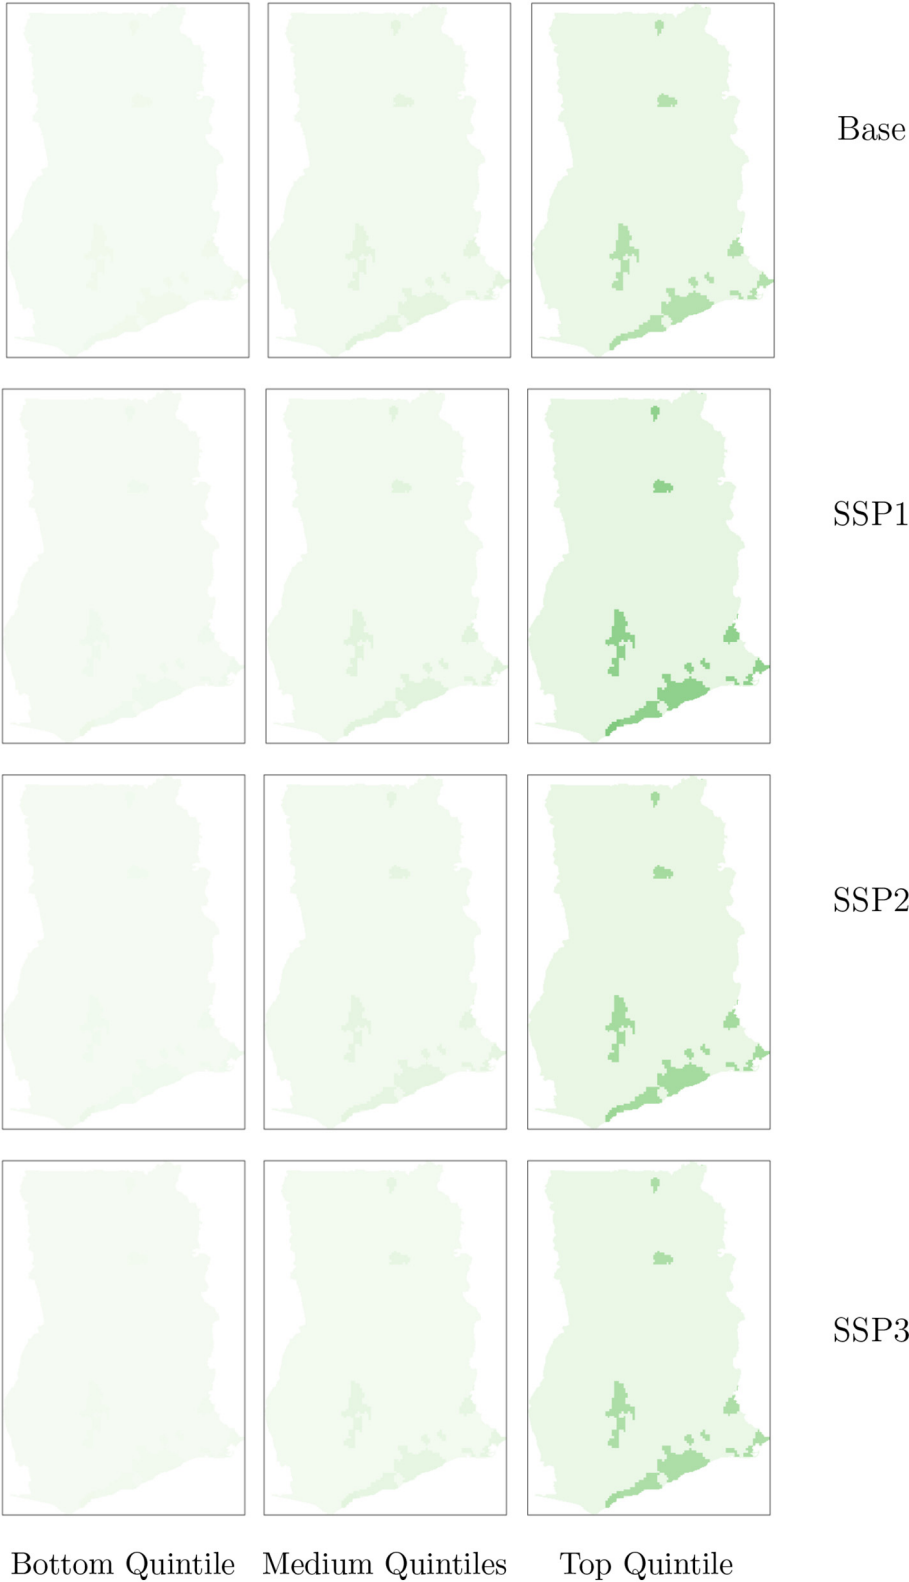 Base
SSP1
SSP2
SSP3
Bottom Quintile Medium Quintiles Top Quintile